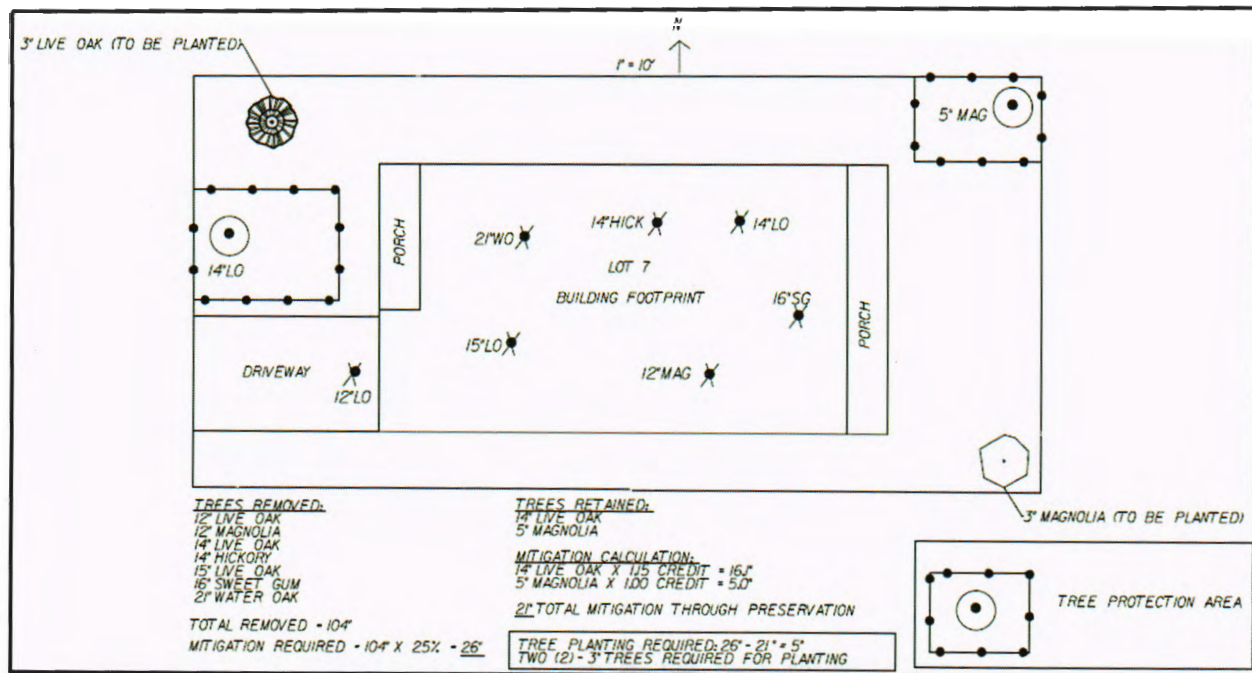 N
1" = 10'
3" LIVE OAK (TO BE PLANTED)
5" MAG
14"HICK
14"LO
21"WO
PORCH
14"LO
LOT 7
BUILDING FOOTPRINT
16"SG
PORCH
15"LO
DRIVEWAY
12"LO
12"MAG
3" MAGNOLIA (TO BE PLANTED)
TREES REMOVED:
12" LIVE OAK
12" MAGNOLIA
14" LIVE OAK
14" HICKORY
15" LIVE OAK
16" SWEET GUM
21" WATER OAK
TOTAL REMOVED = 104"
MITIGATION REQUIRED = 104" X 25% = 26"
TREES RETAINED:
14" LIVE OAK
5" MAGNOLIA
MITIGATION CALCULATION:
14" LIVE OAK X 1.15 CREDIT = 16.1"
5" MAGNOLIA X 1.00 CREDIT = 5.0"
21" TOTAL MITIGATION THROUGH PRESERVATION
TREE PLANTING REQUIRED: 26" - 21" = 5"
TWO (2) - 3" TREES REQUIRED FOR PLANTING
TREE PROTECTION AREA